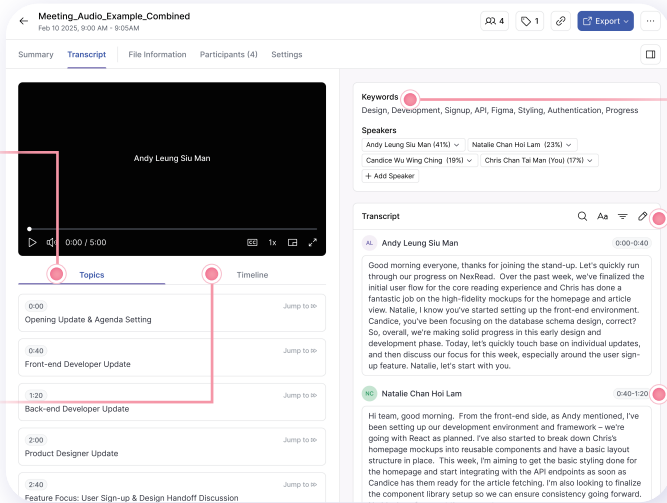 Meeting_Audio_Example_Combined
Feb 10 2025, 9:00 AM - 9:05AM
4
1
Export
Summary
Transcript
File Information
Participants (4)
Settings
Andy Leung Siu Man
0:00 / 5:00
CC
1x
Topics
Timeline
0:00
Jump to
Opening Update & Agenda Setting
0:40
Jump to
Front-end Developer Update
1:20
Jump to
Back-end Developer Update
2:00
Jump to
Product Designer Update
2:40
Jump to
Feature Focus: User Sign-up & Design Handoff Discussion
Keywords
Design, Development, Signup, API, Figma, Styling, Authentication, Progress
Speakers
Andy Leung Siu Man (41%)
Natalie Chan Hoi Lam (23%)
Candice Wu Wing Ching (19%)
Chris Chan Tai Man (You) (17%)
+ Add Speaker
Transcript
Aa
AL
Andy Leung Siu Man
0:00-0:40
Good morning everyone, thanks for joining the stand-up. Let's quickly run
through our progress on NexRead. Over the past week, we've finalized the
initial user flow for the core reading experience and Chris has done a
fantastic job on the high-fidelity mockups for the homepage and article
view. Natalie, I know you've started setting up the front-end environment.
Candice, you've been focusing on the database schema design, correct?
So, overall, we're making solid progress in this early design and
development phase. Today, let's quickly touch base on individual updates,
and then discuss our focus for this week, especially around the user sign-
up feature. Natalie, let's start with you.
NC
Natalie Chan Hoi Lam
0:40-1:20
Hi team, good morning. From the front-end side, as Andy mentioned, I've
been setting up our development environment and framework – we're
going with React as planned. I've also started to break down Chris's
homepage mockups into reusable components and have a basic layout
structure in place. This week, I'm aiming to get the basic styling done for
the homepage and start integrating with the API endpoints as soon as
Candice has them ready for the article fetching. I'm also looking to finalize
the component library setup so we can ensure consistency going forward.